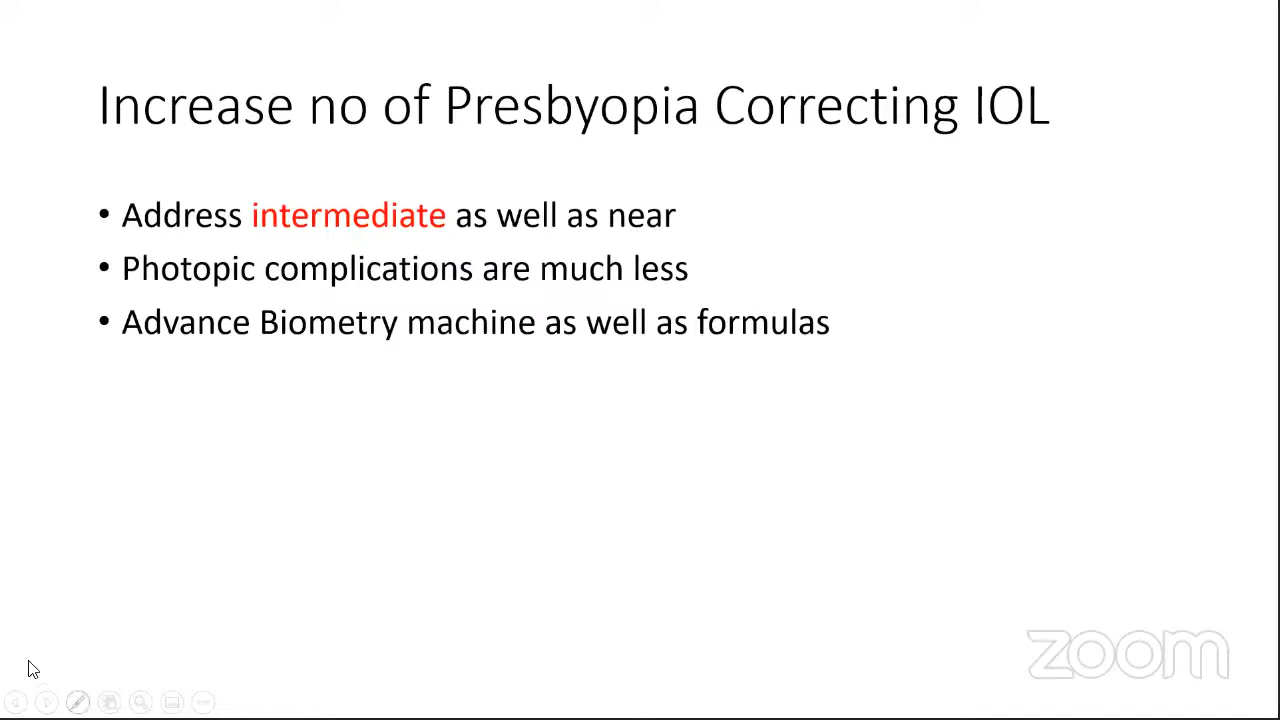 Increase no of Presbyopia Correcting IOL
• Address intermediate as well as near
• Photopic complications are much less
• Advance Biometry machine as well as formulas
zoom